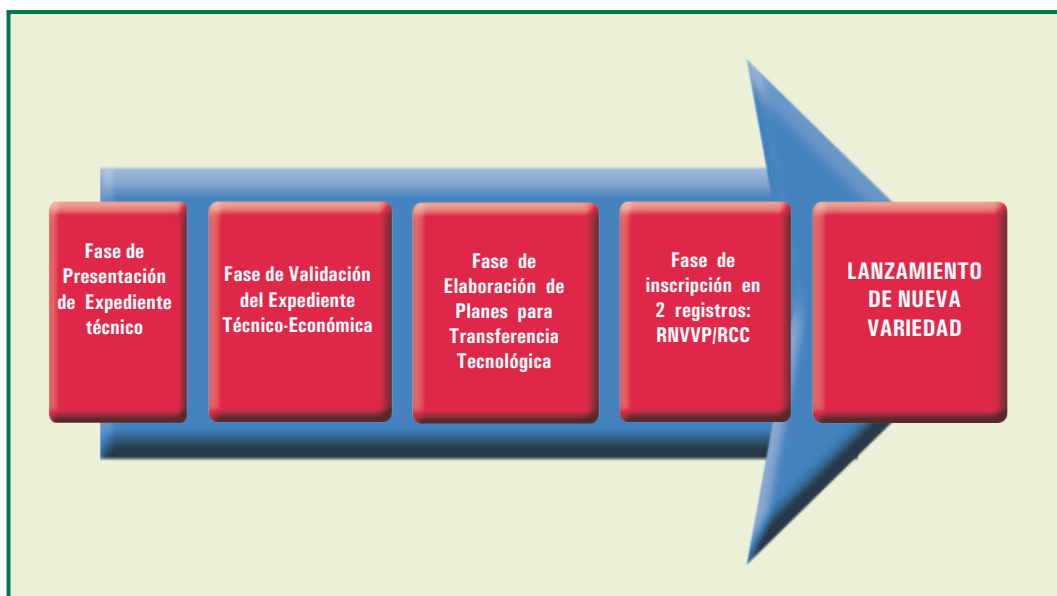 Fase de
Presentación
de Expediente
técnico
Fase de Validación
del Expediente
Técnico-Económica
Fase de
Elaboración de
Planes para
Transferencia
Tecnológica
Fase de
inscripción en
2 registros:
RNVVP/RCC
LANZAMIENTO
DE NUEVA
VARIEDAD